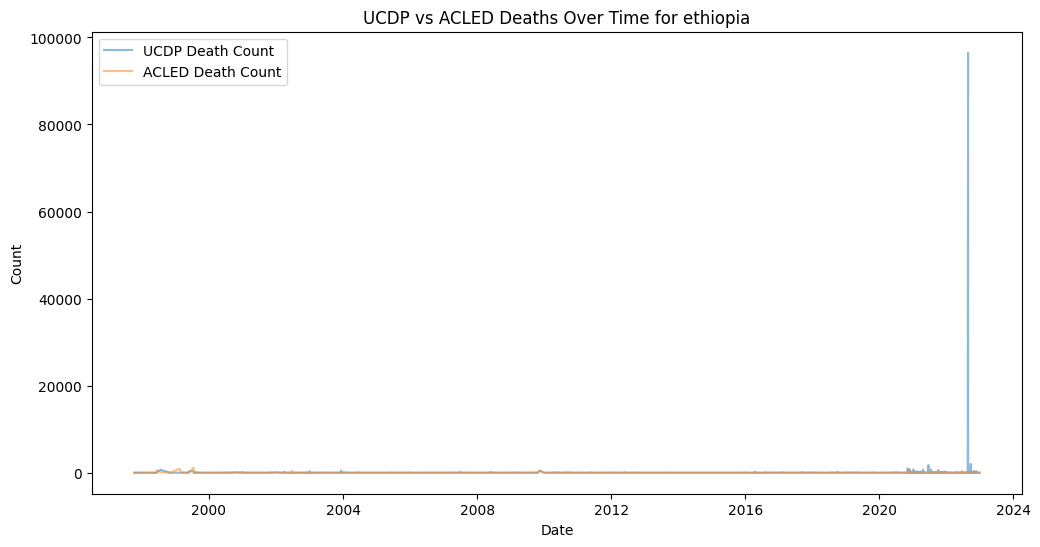 UCDP vs ACLED Deaths Over Time for ethiopia
UCDP Death Count
ACLED Death Count
100000
80000
60000
40000
20000
0
Count
2000
2004
2008
2012
2016
2020
2024
Date